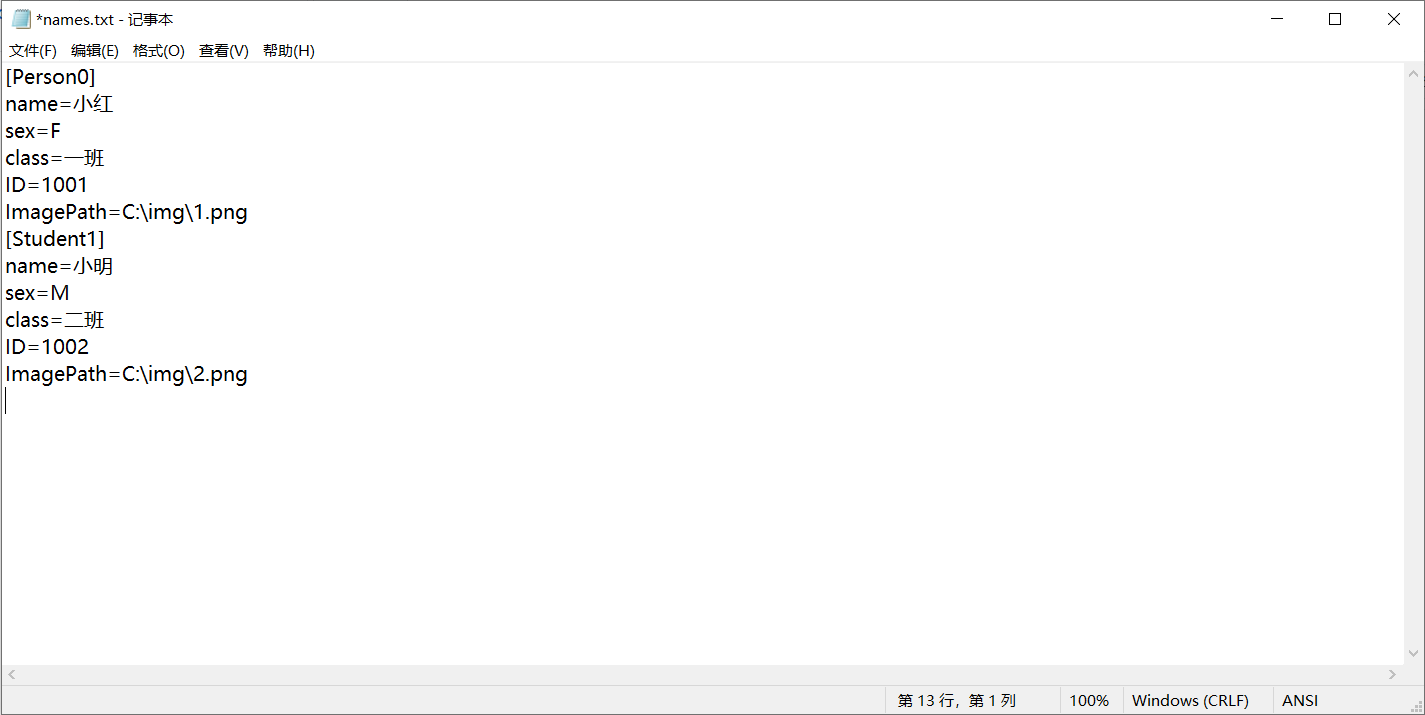 *names.txt - 记事本
文件(F) 编辑(E) 格式(O) 查看(V) 帮助(H)
[Person0]
name=小红
sex=F
class=一班
ID=1001
ImagePath=C:\img\1.png
[Student1]
name=小明
sex=M
class=二班
ID=1002
ImagePath=C:\img\2.png
第 13 行，第 1 列 100% Windows (CRLF) ANSI